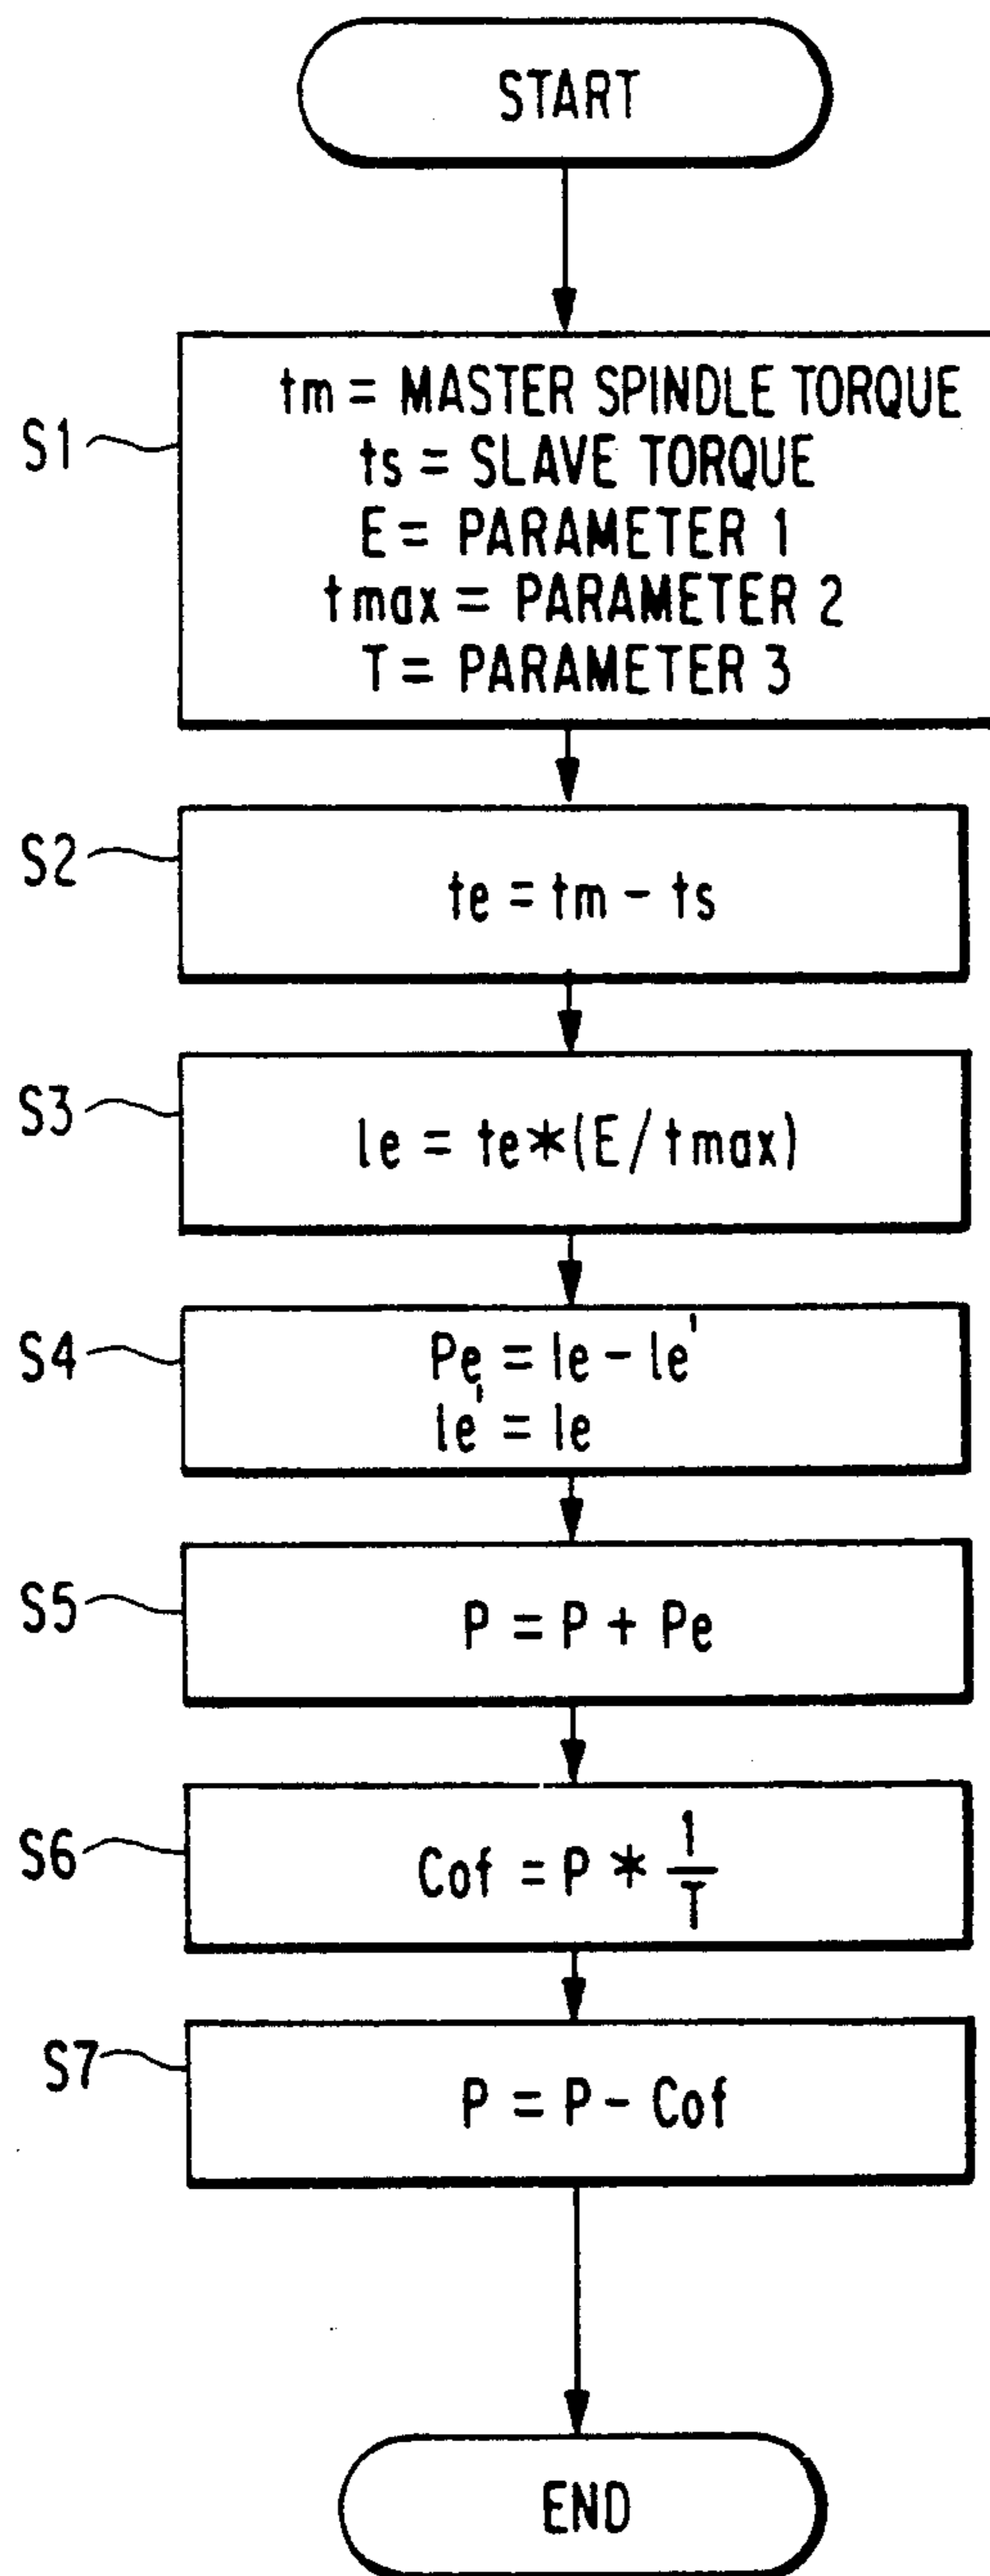 START
S1
tm = MASTER SPINDLE TORQUE
ts = SLAVE TORQUE
E = PARAMETER 1
tmax = PARAMETER 2
T = PARAMETER 3
S2
te = tm - ts
S3
le = te*(E/tmax)
S4
Pe = le - le'
le' = le
S5
P = P + Pe
S6
Cof = P * 1/T
S7
P = P - Cof
END